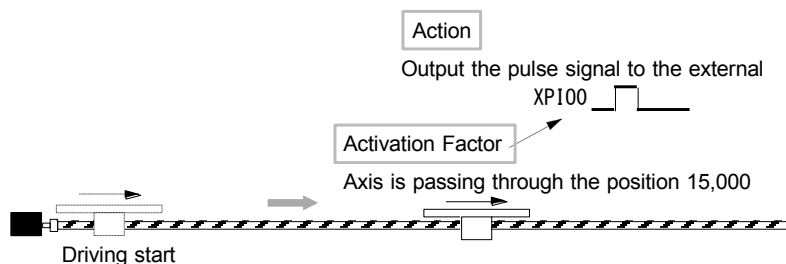 Action
Output the pulse signal to the external
XPIO0
Activation Factor
Axis is passing through the position 15,000
Driving start